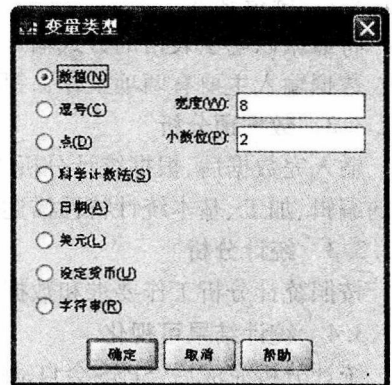 变量类型
数值(N)
逗号(C)
宽度(W): 8
点(D)
小数位(P): 2
科学计数法(S)
日期(A)
美元(L)
设定货币(U)
字符串(R)
确定 取消 帮助